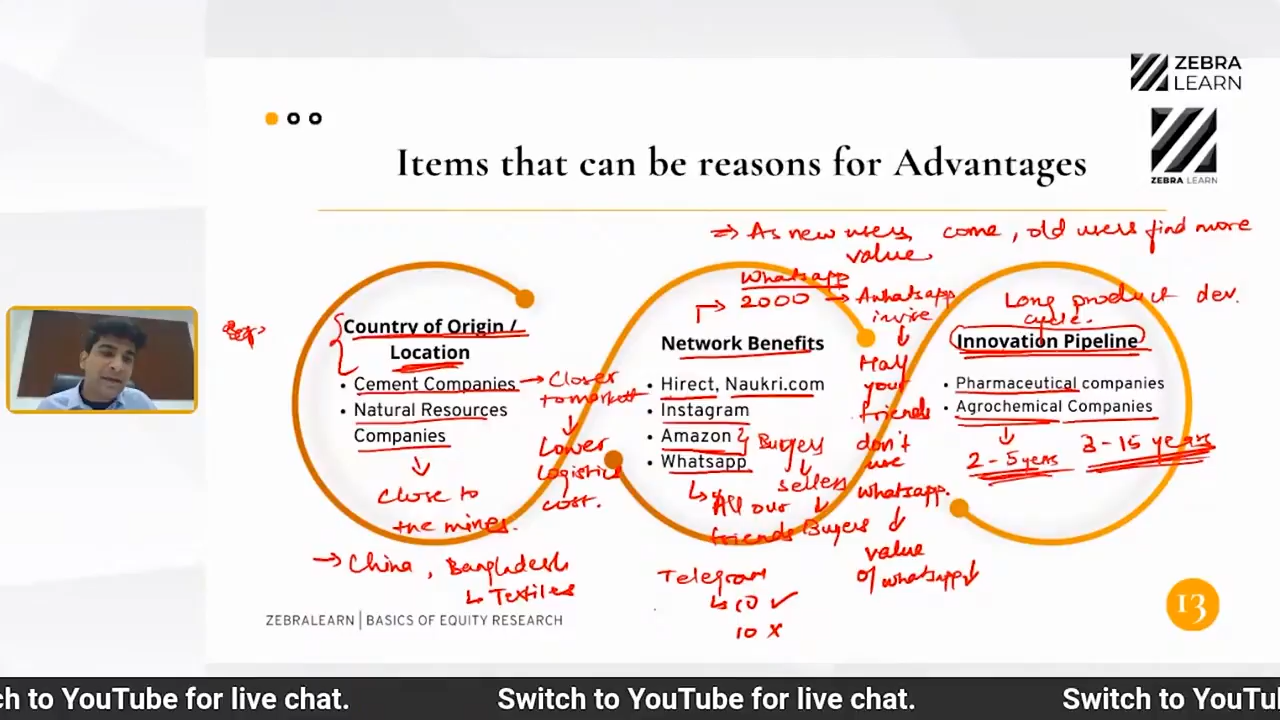 ZEBRA
LEARN
ZEBRA LEARN
Items that can be reasons for Advantages
⇒ As new users come, old users find more
value
Country of Origin /
Location
• Cement Companies → Closer
to market
↓
Lower
logistics
cost.
• Natural Resources
Companies
↓
Close to
the mines.
→ China, Bangladesh
↳ Textiles
Whatsapp
2000 →
invite
↓
Half
your
friends
don't
use
whatsapp.
↓
value
of whatsapp↓
Network Benefits
• Hirect, Naukri.com
• Instagram
• Amazon } Buyers
↓
sellers
↓
Buyers
• Whatsapp
↳ All our
friends
Telegram
↳ 10 ✓
10 x
Long product dev.
cycle.
Innovation Pipeline
• Pharmaceutical companies
• Agrochemical Companies
↓
2 - 5 years
3 - 15 years
ZEBRALEARN | BASICS OF EQUITY RESEARCH
13
ch to YouTube for live chat. Switch to YouTube for live chat. Switch to YouTu